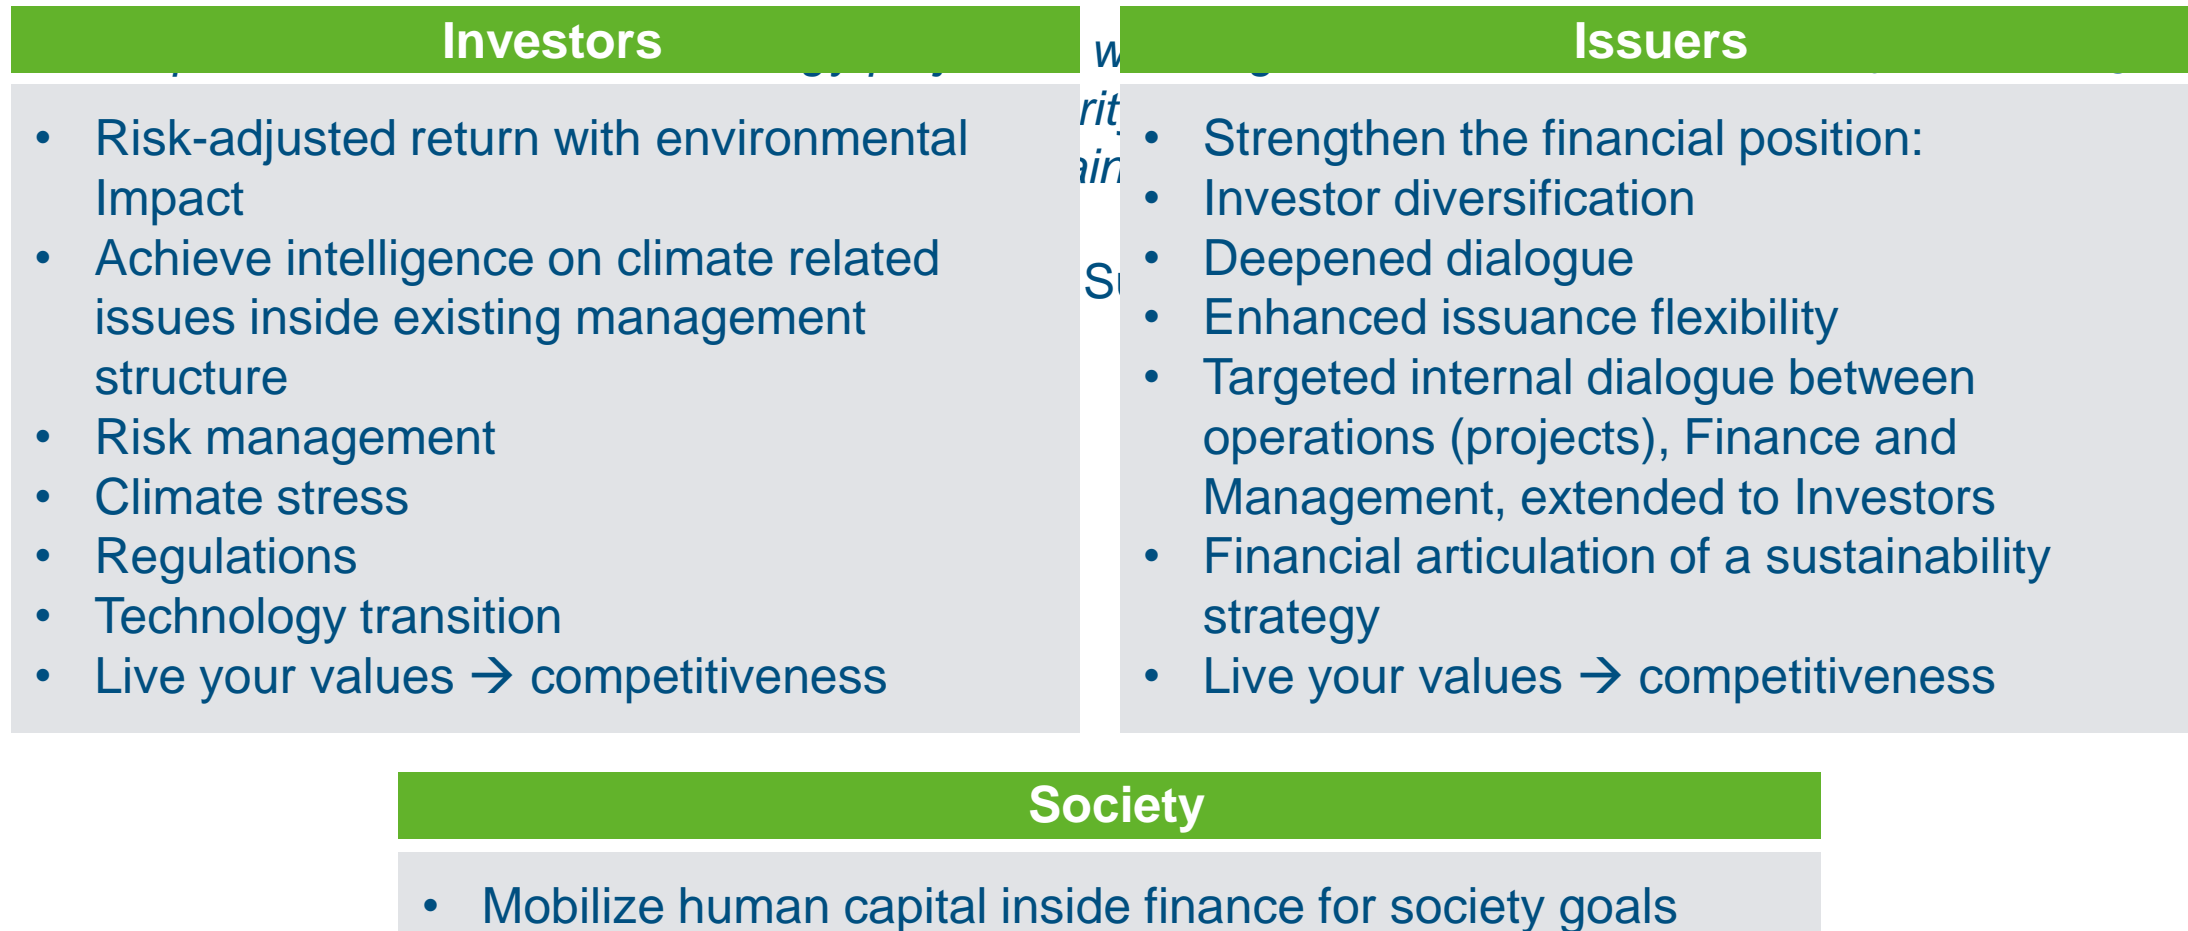 Investors
• Risk-adjusted return with environmental
Impact
• Achieve intelligence on climate related
issues inside existing management
structure
• Risk management
• Climate stress
• Regulations
• Technology transition
• Live your values → competitiveness
Issuers
• Strengthen the financial position:
• Investor diversification
• Deepened dialogue
• Enhanced issuance flexibility
• Targeted internal dialogue between
operations (projects), Finance and
Management, extended to Investors
• Financial articulation of a sustainability
strategy
• Live your values → competitiveness
Society
• Mobilize human capital inside finance for society goals